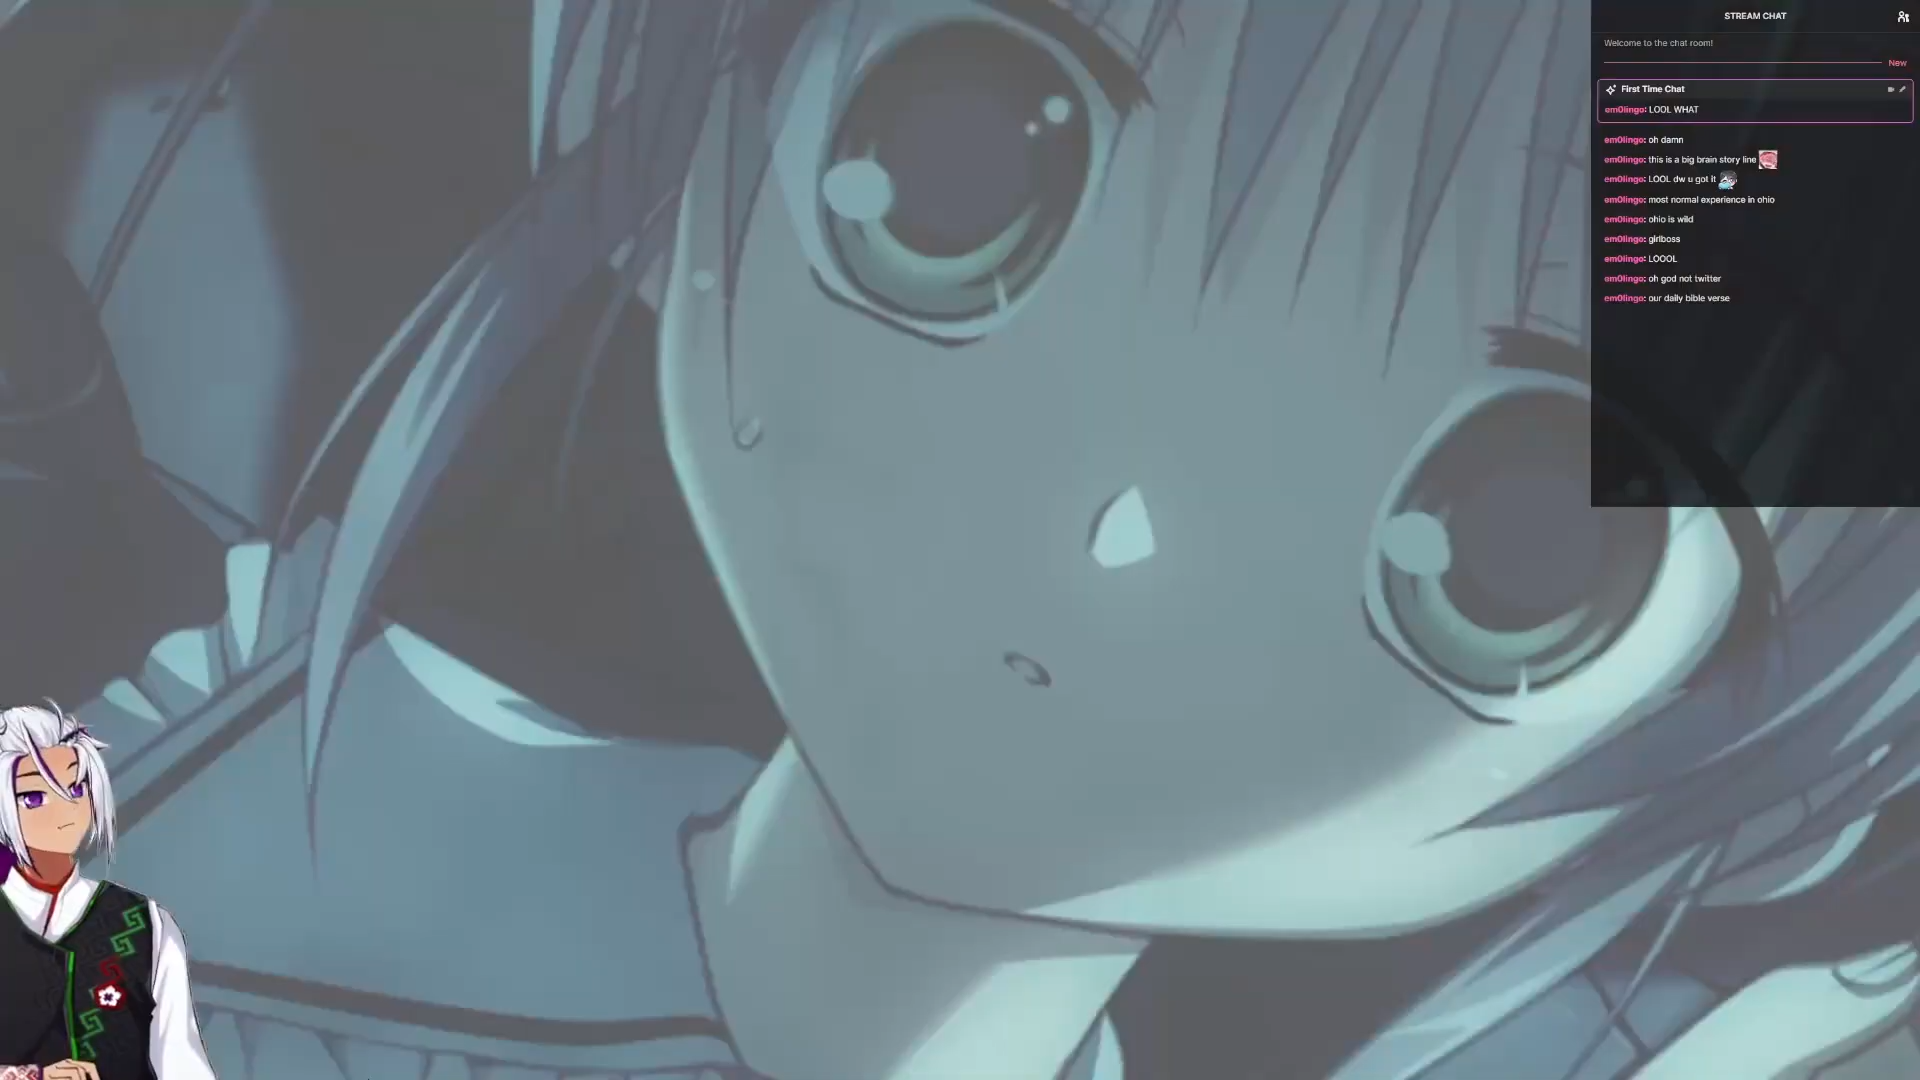 STREAM CHAT
Welcome to the chat room!
New
First Time Chat
em0lingo: LOOL WHAT
em0lingo: oh damn
em0lingo: this is a big brain story line
em0lingo: LOOL dw u got it
em0lingo: most normal experience in ohio
em0lingo: ohio is wild
em0lingo: girlboss
em0lingo: LOOOL
em0lingo: oh god not twitter
em0lingo: our daily bible verse